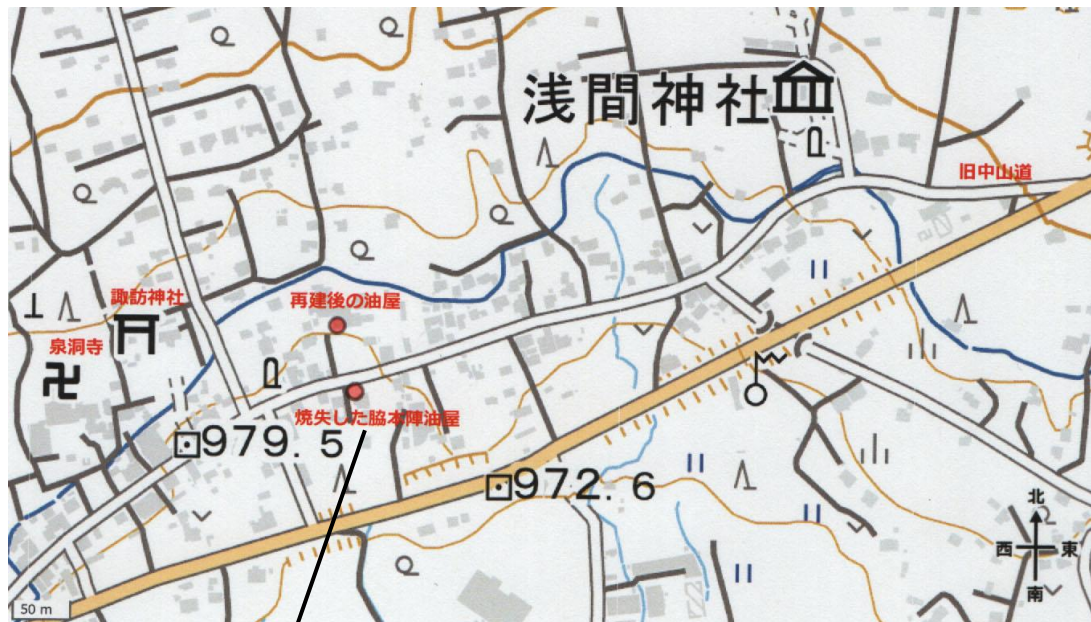 浅間神社
旧中山道
諏訪神社
再建後の油屋
泉洞寺
焼失した脇本陣油屋
979.5
972.6
北
西 東
南
50 m